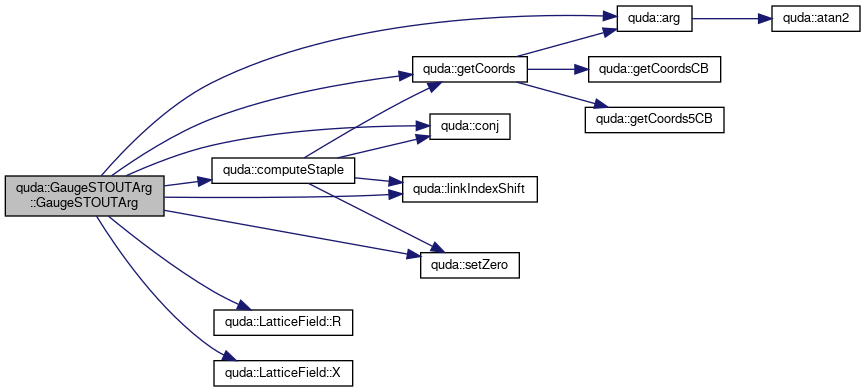 quda::arg
quda::atan2
quda::getCoords
quda::getCoordsCB
quda::getCoords5CB
quda::conj
quda::computeStaple
quda::GaugeSTOUTArg
::GaugeSTOUTArg
quda::linkIndexShift
quda::setZero
quda::LatticeField::R
quda::LatticeField::X